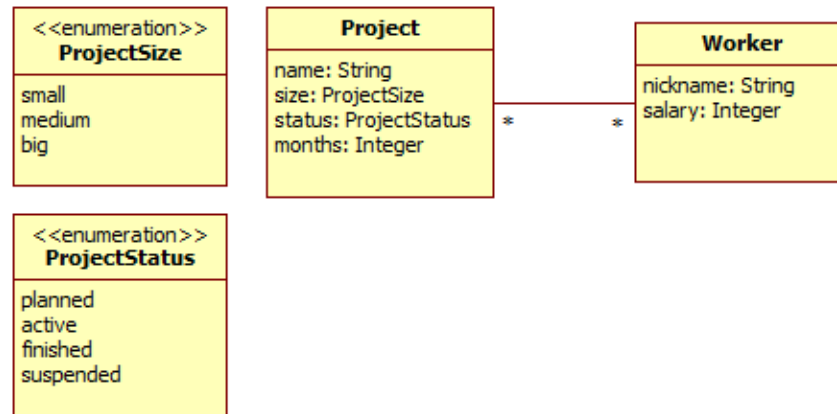 <<enumeration>>
ProjectSize
small
medium
big
Project
name: String
size: ProjectSize
status: ProjectStatus
months: Integer
*
*
Worker
nickname: String
salary: Integer
<<enumeration>>
ProjectStatus
planned
active
finished
suspended